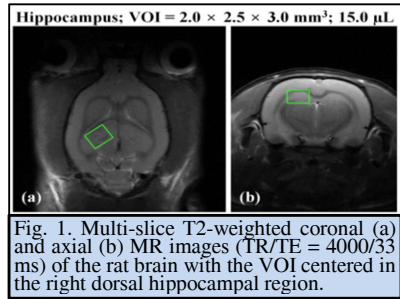 Hippocampus; VOI = 2.0 × 2.5 × 3.0 mm³; 15.0 µL
(a)
(b)
Fig. 1. Multi-slice T2-weighted coronal (a)
and axial (b) MR images (TR/TE = 4000/33
ms) of the rat brain with the VOI centered in
the right dorsal hippocampal region.